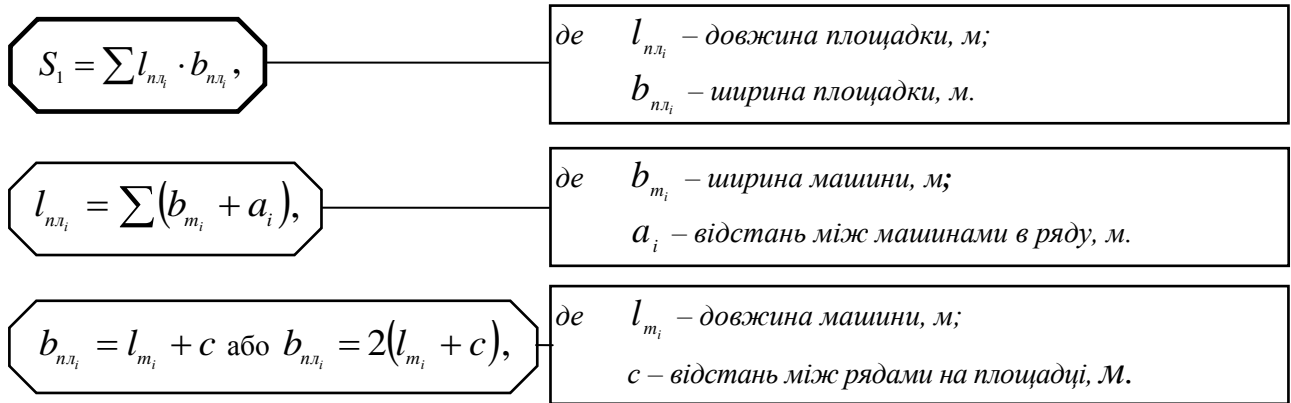 S₁ = ∑ l_плᵢ · b_плᵢ,
де l_плᵢ – довжина площадки, м;
b_плᵢ – ширина площадки, м.
l_плᵢ = ∑(b_mᵢ + aᵢ),
де b_mᵢ – ширина машини, м;
aᵢ – відстань між машинами в ряду, м.
b_плᵢ = l_mᵢ + c або b_плᵢ = 2(l_mᵢ + c),
де l_mᵢ – довжина машини, м;
с – відстань між рядами на площадці, м.